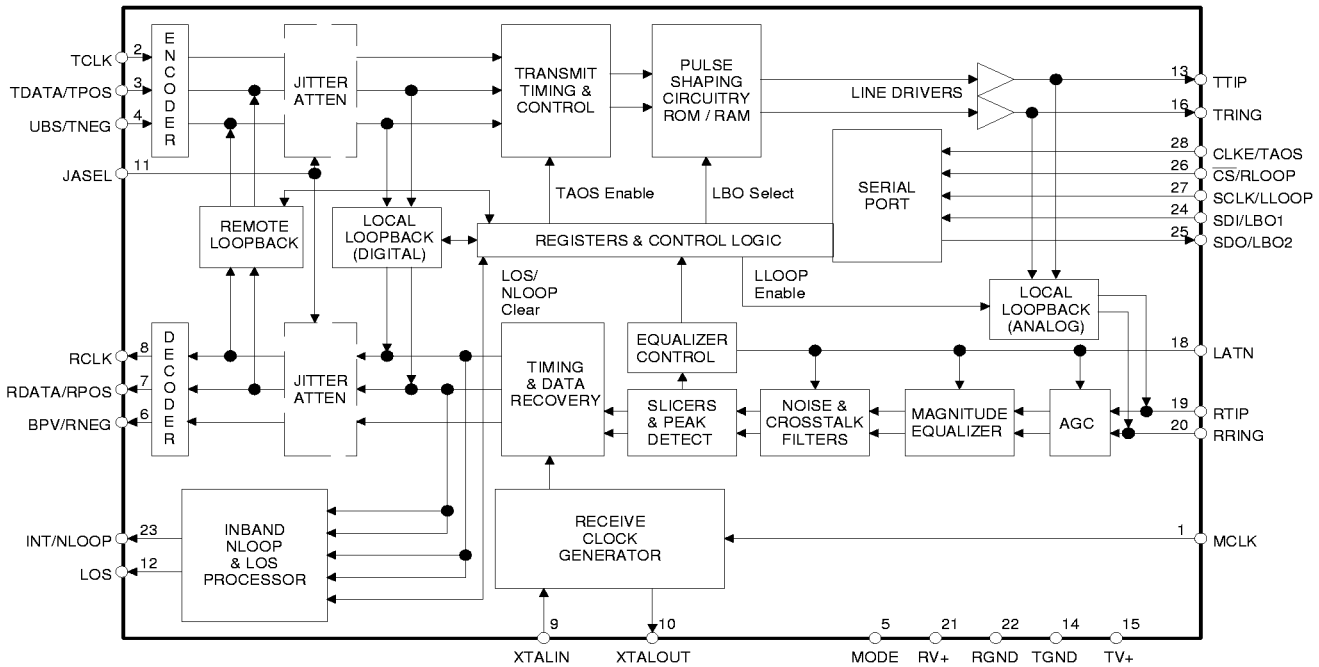 TCLK
2
TDATA/TPOS
3
UBS/TNEG
4
JASEL
11
ENCODER
JITTER
ATTEN
TRANSMIT
TIMING &
CONTROL
PULSE
SHAPING
CIRCUITRY
ROM / RAM
LINE DRIVERS
13
TTIP
16
TRING
28
CLKE/TAOS
26
CS/RLOOP
27
SCLK/LLOOP
24
SDI/LBO1
25
SDO/LBO2
SERIAL
PORT
TAOS Enable
LBO Select
REMOTE
LOOPBACK
LOCAL
LOOPBACK
(DIGITAL)
REGISTERS & CONTROL LOGIC
LOS/
NLOOP
Clear
LLOOP
Enable
LOCAL
LOOPBACK
(ANALOG)
RCLK
8
RDATA/RPOS
7
BPV/RNEG
6
DECODER
JITTER
ATTEN
TIMING
& DATA
RECOVERY
EQUALIZER
CONTROL
SLICERS
& PEAK
DETECT
NOISE &
CROSSTALK
FILTERS
MAGNITUDE
EQUALIZER
AGC
18
LATN
19
RTIP
20
RRING
INT/NLOOP
23
LOS
12
INBAND
NLOOP
& LOS
PROCESSOR
RECEIVE
CLOCK
GENERATOR
1
MCLK
9
10
5
21
22
14
15
XTALIN
XTALOUT
MODE
RV+
RGND
TGND
TV+